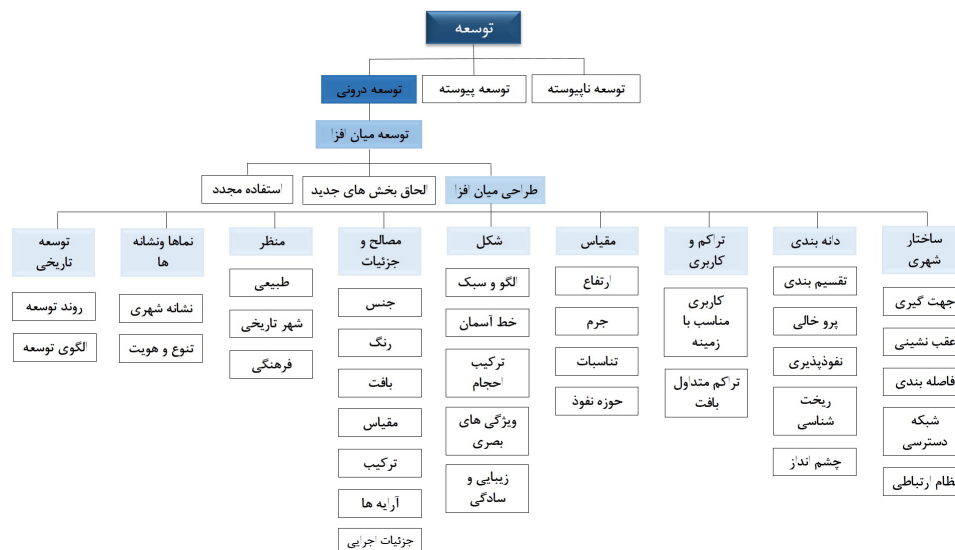 توسعه
توسعه ناپیوسته
توسعه پیوسته
توسعه درونی
توسعه میان افزا
طراحی میان افزا
الحاق بخش های جدید
استفاده مجدد
ساختار
شهری
جهت گیری
عقب نشینی
فاصله بندی
شبکه
دسترسی
نظام ارتباطی
دانه بندی
تقسیم بندی
پرو خالی
نفوذپذیری
ریخت
شناسی
چشم انداز
تراکم و
کاربری
کاربری
مناسب با
زمینه
تراکم متداول
بافت
مقیاس
ارتفاع
جرم
تناسبات
حوزه نفوذ
شکل
الگو و سبک
خط آسمان
ترکیب
احجام
ویژگی های
بصری
زیبایی و
سادگی
مصالح و
جزئیات
جنس
رنگ
بافت
مقیاس
ترکیب
آرایه ها
جزئیات اجرایی
منظر
طبیعی
شهر تاریخی
فرهنگی
نماها ونشانه
ها
نشانه شهری
تنوع و هویت
توسعه
تاریخی
روند توسعه
الگوی توسعه